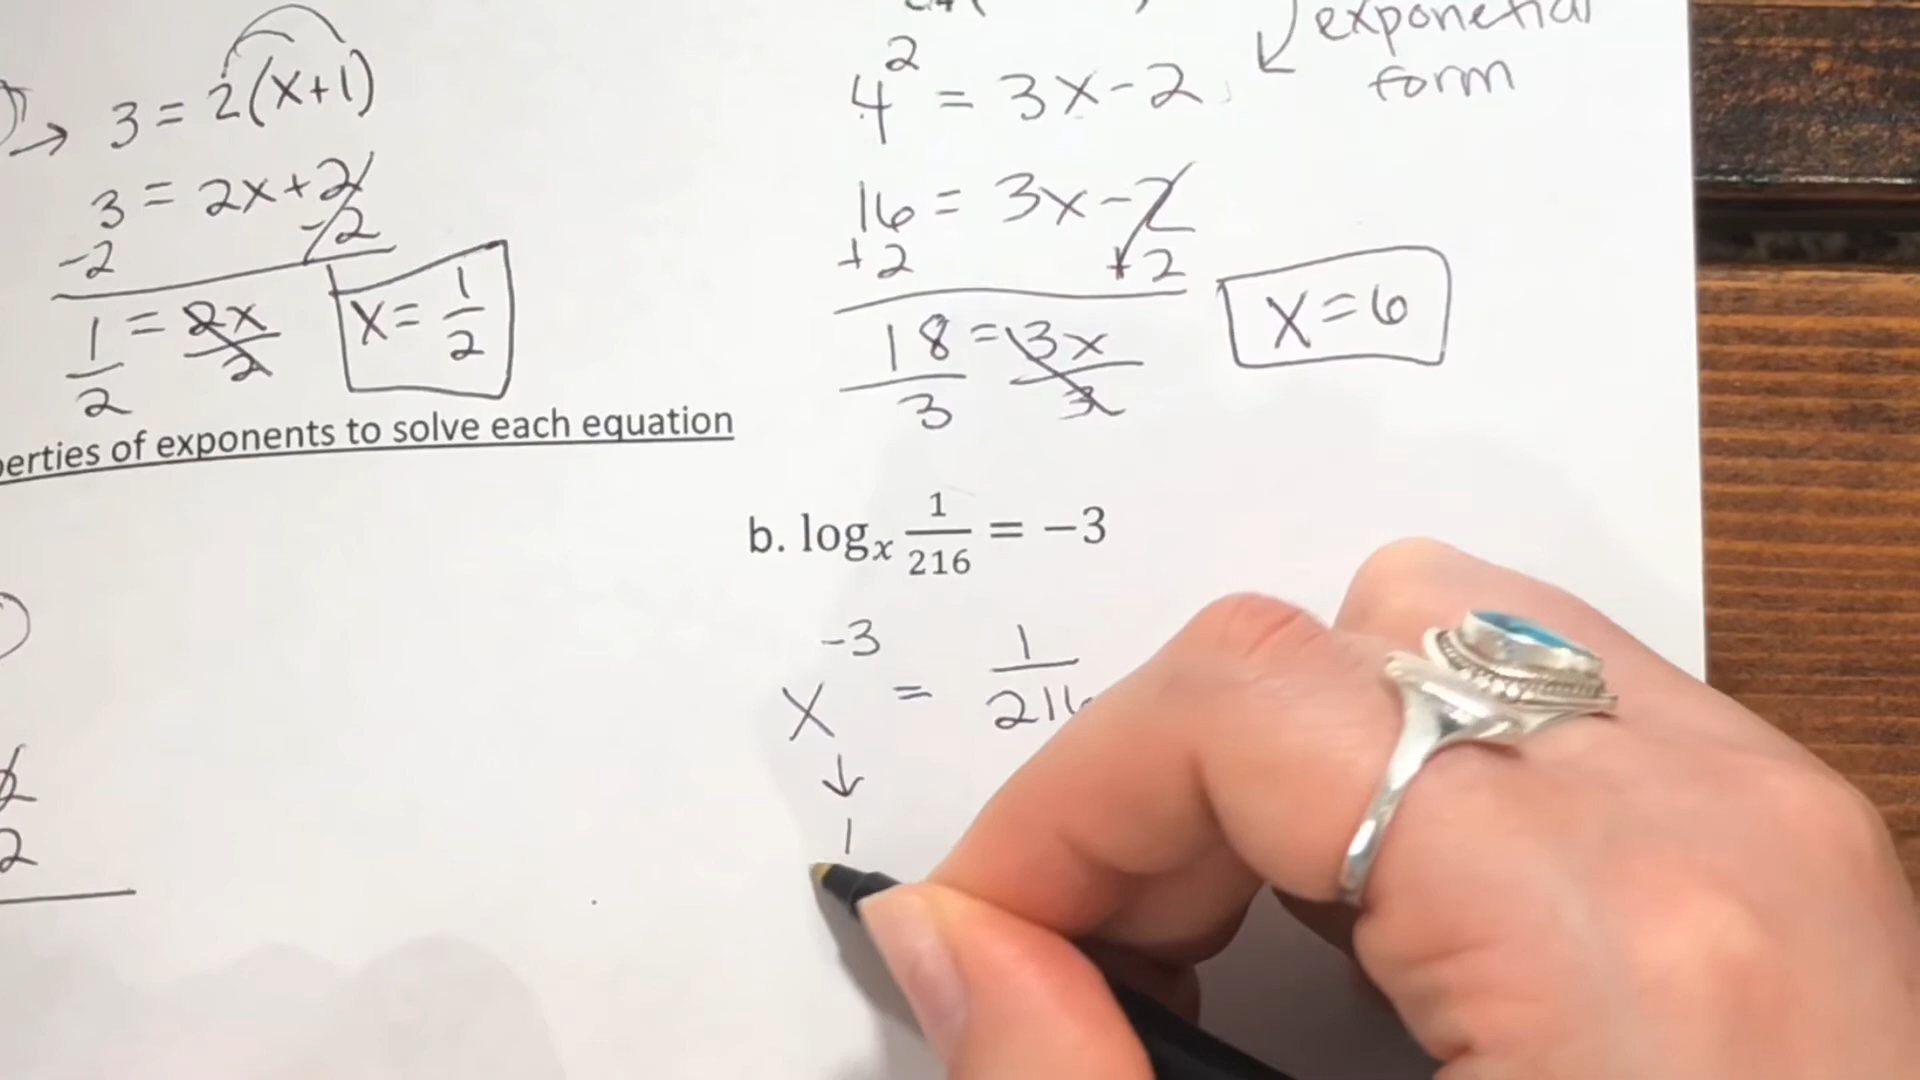 3 = 2(x+1)
3 = 2x+2
-2 -2
1 = 2x
2 2
x = 1/2
form
4² = 3x-2
16 = 3x-2
+2 +2
18 = 3x
3 3
x = 6
of exponents to solve each equation
b. logₓ 1/216 = −3
x⁻³ = 1/216
↓
1
2